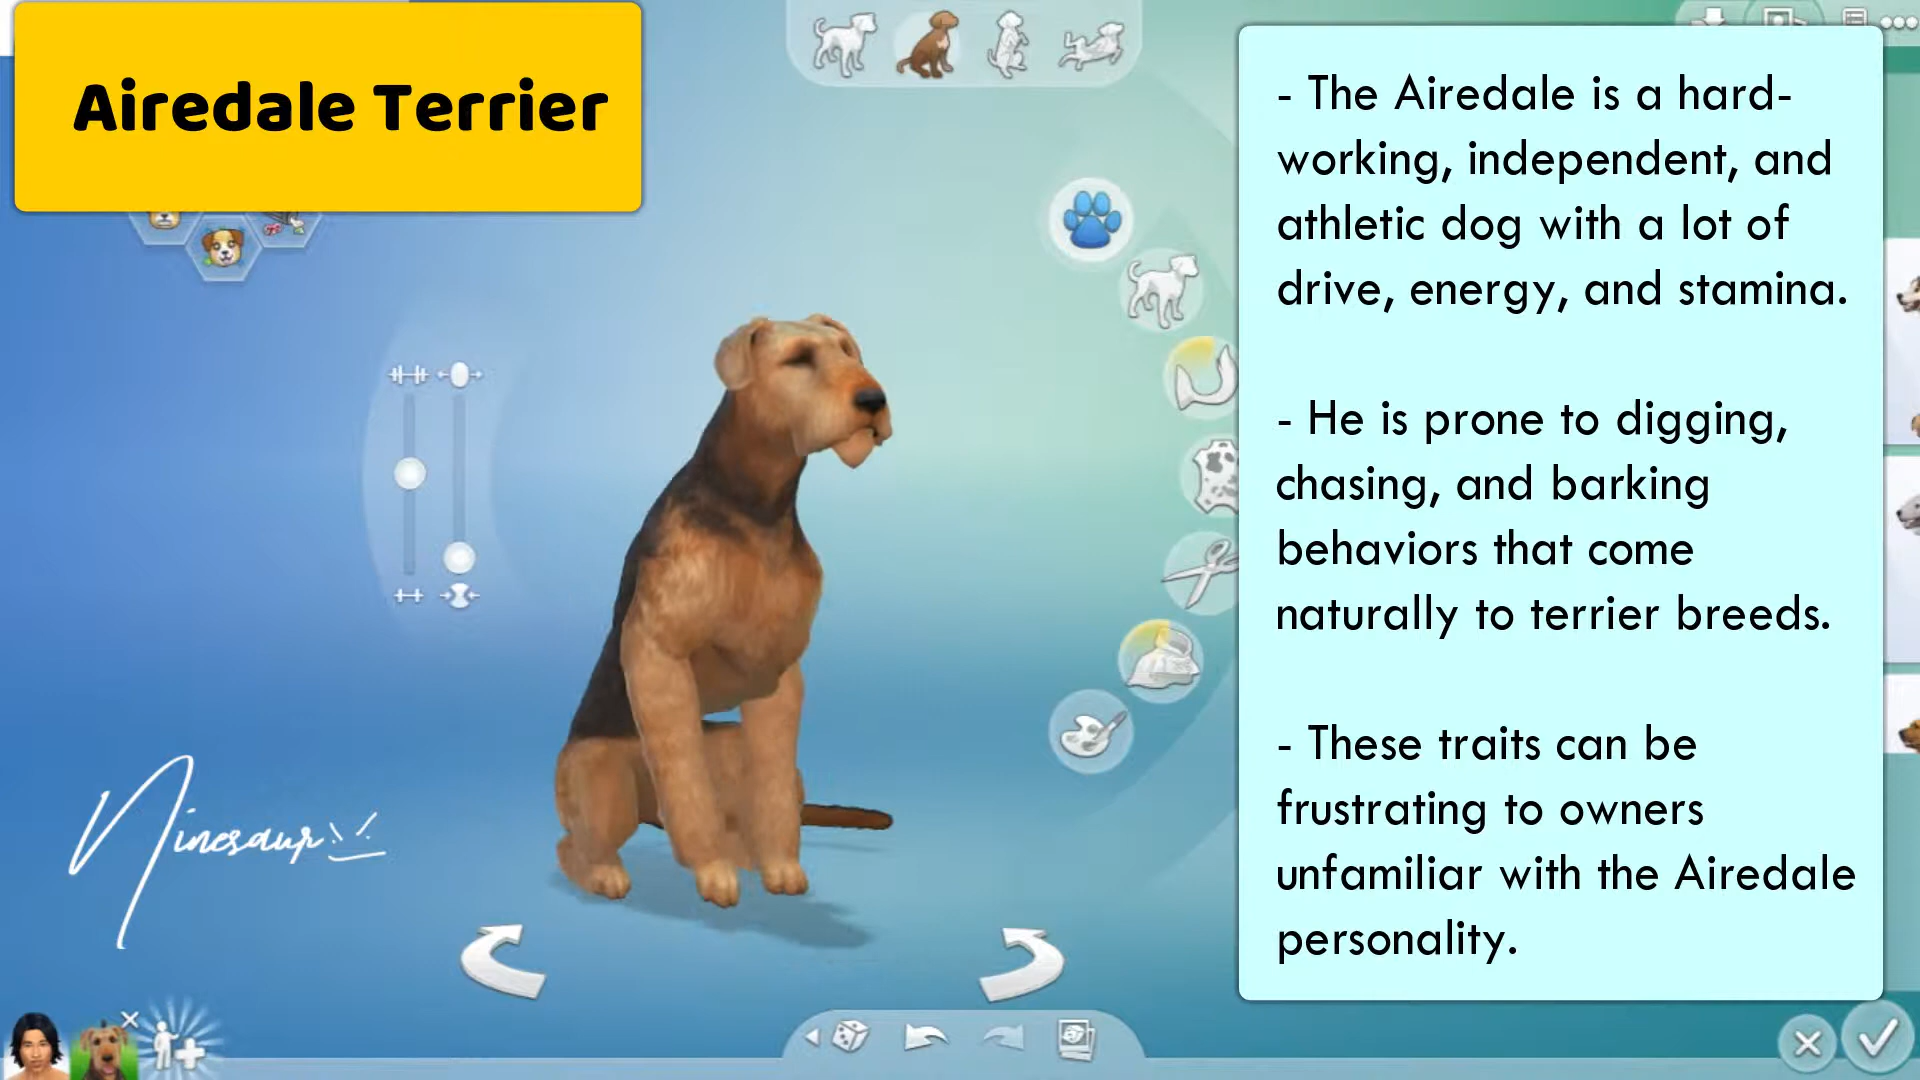 Airedale Terrier
- The Airedale is a hard-
working, independent, and
athletic dog with a lot of
drive, energy, and stamina.
- He is prone to digging,
chasing, and barking
behaviors that come
naturally to terrier breeds.
- These traits can be
frustrating to owners
unfamiliar with the Airedale
personality.
Ninesaur